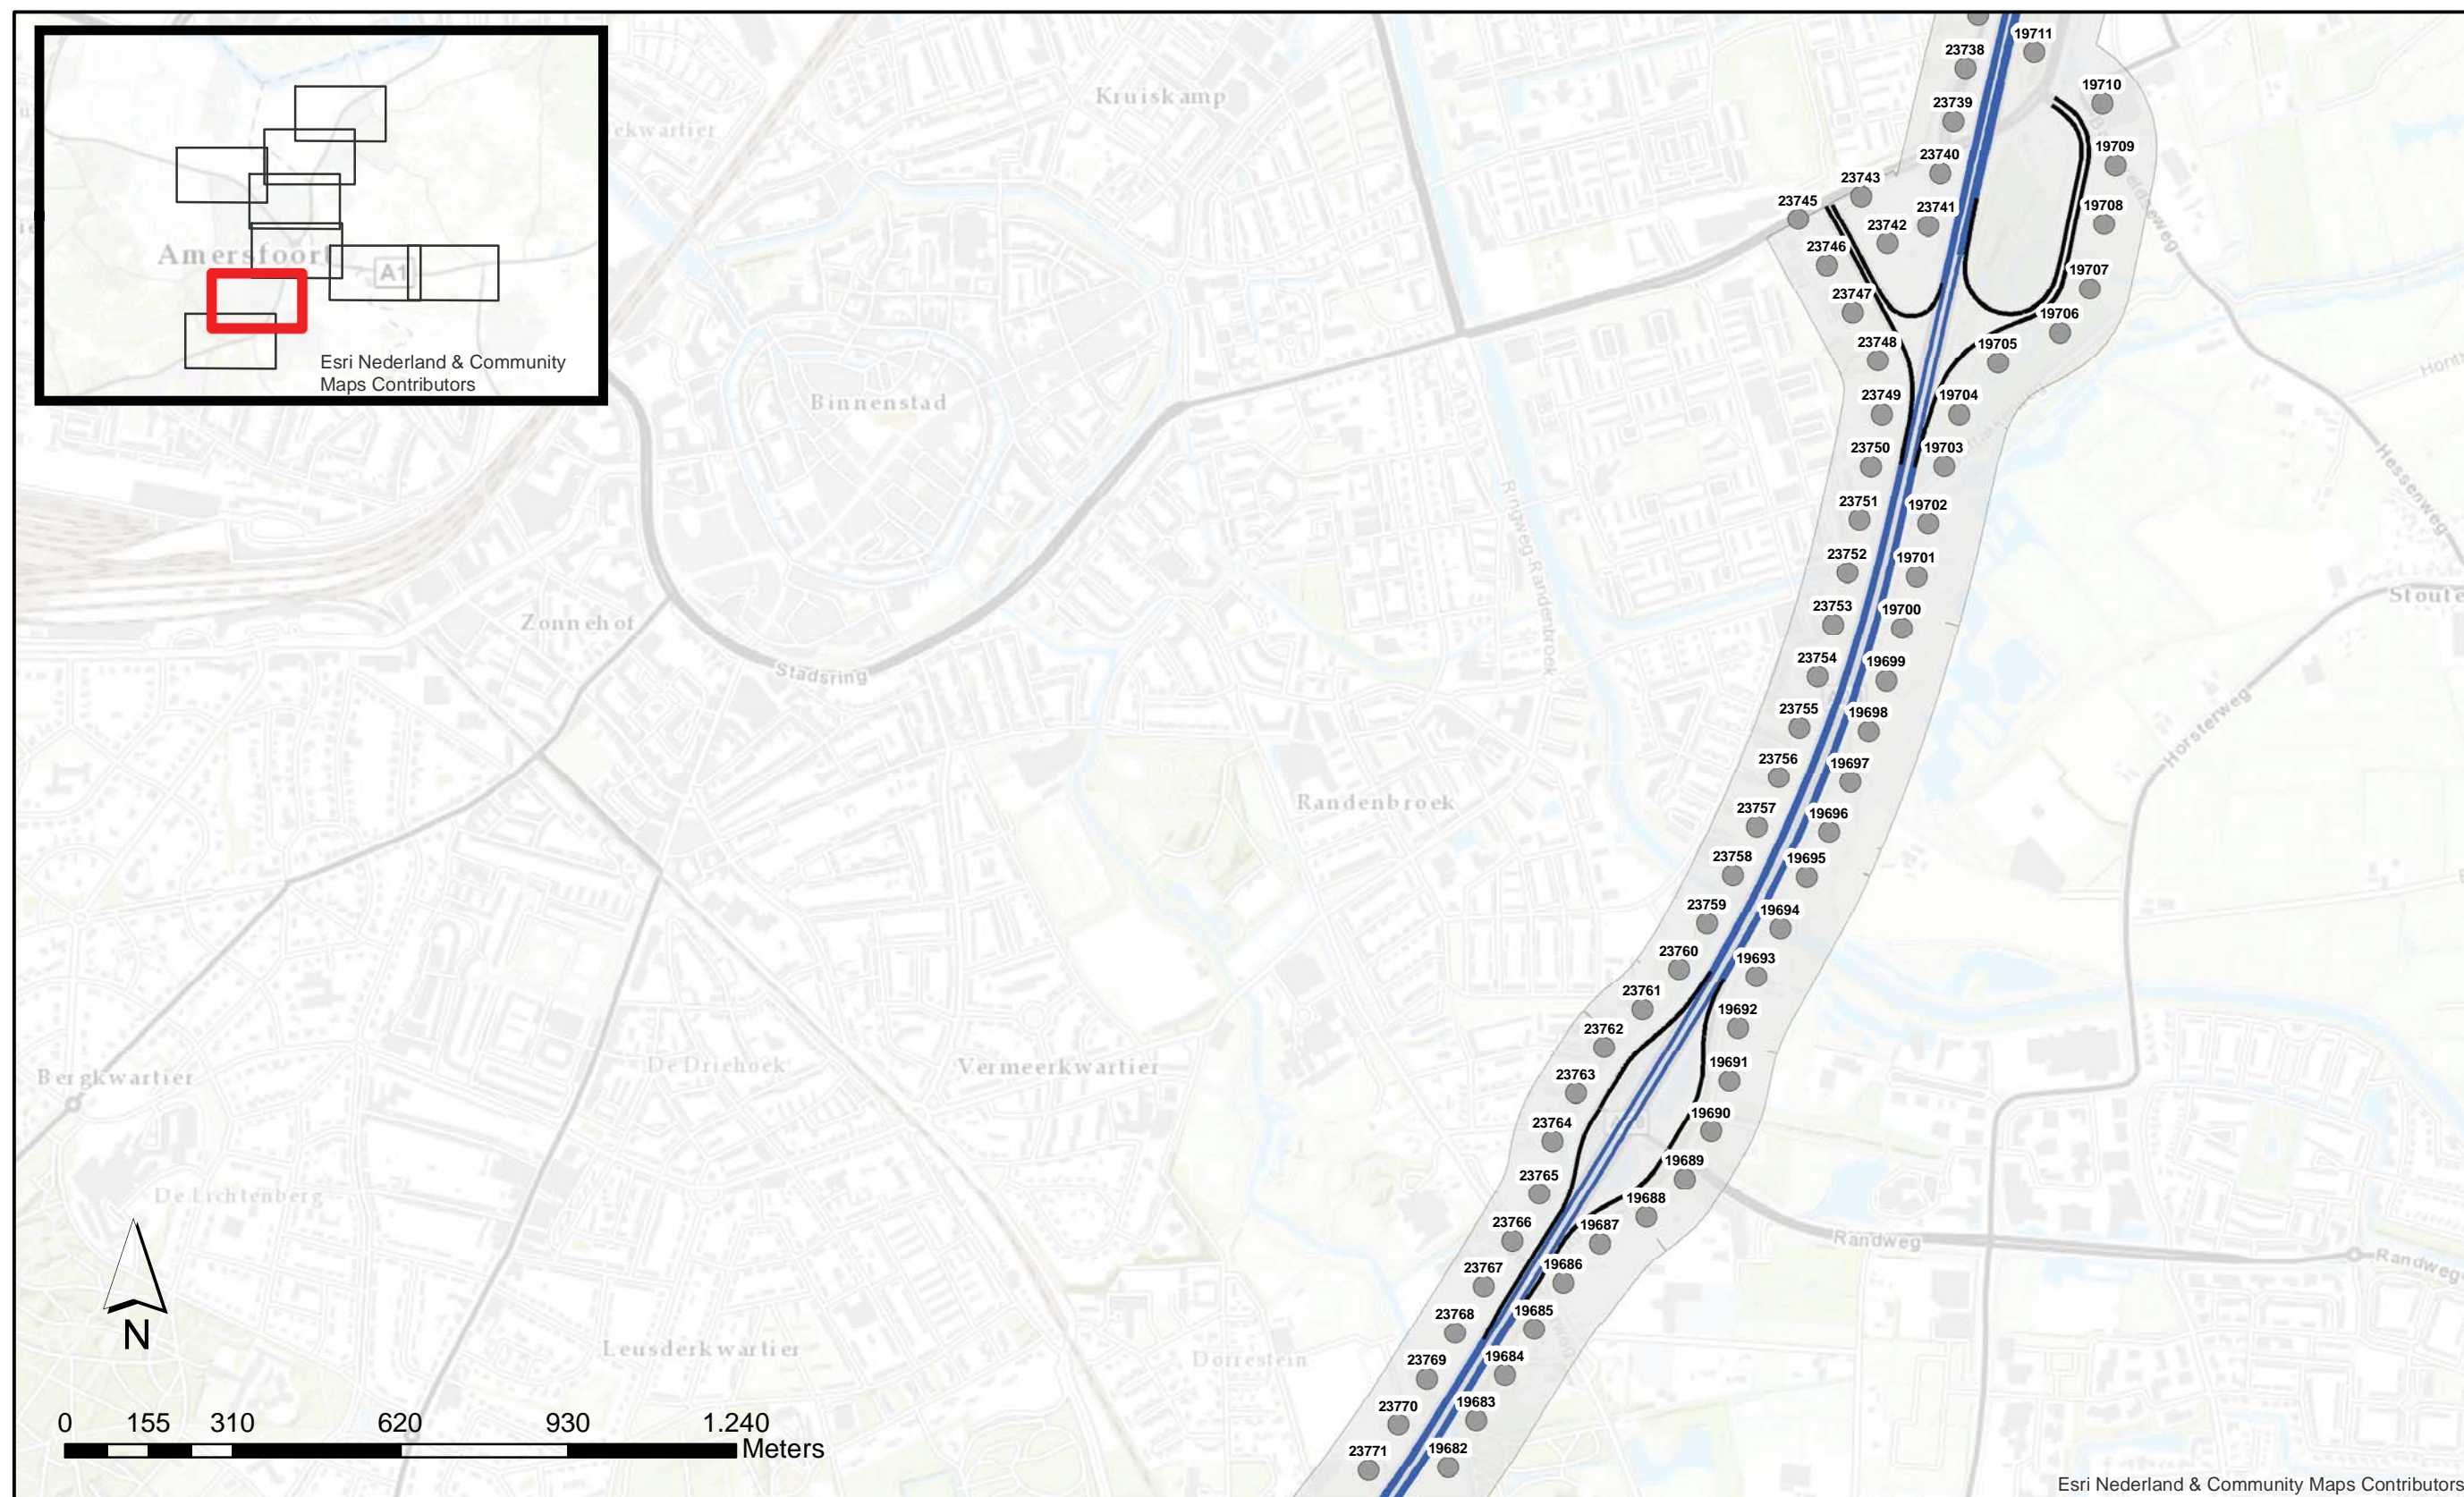 Amersfoort
A1
Esri Nederland & Community
Maps Contributors
Kruiskamp
Binnenstad
Zonnehof
Stadsring
Ringweg Randenbroek
Randenbroek
Vermeerkwartier
De Driehoek
Bergkwartier
De Lichtenberg
Leusderkwartier
Dorrestein
Hessenweg
Horsterweg
Randweg
Randweg
23738
19711
23739
19710
23740
19709
23743
23745
23741
19708
23742
23746
19707
23747
19706
23748
19705
23749
19704
23750
19703
23751
19702
23752
19701
23753
19700
23754
19699
23755
19698
23756
19697
23757
19696
23758
19695
23759
19694
23760
19693
23761
19692
23762
19691
23763
19690
23764
19689
23765
19688
23766
19687
23767
19686
23768
19685
23769
19684
23770
19683
23771
19682
N
0 155 310 620 930 1.240
Meters
Esri Nederland & Community Maps Contributors